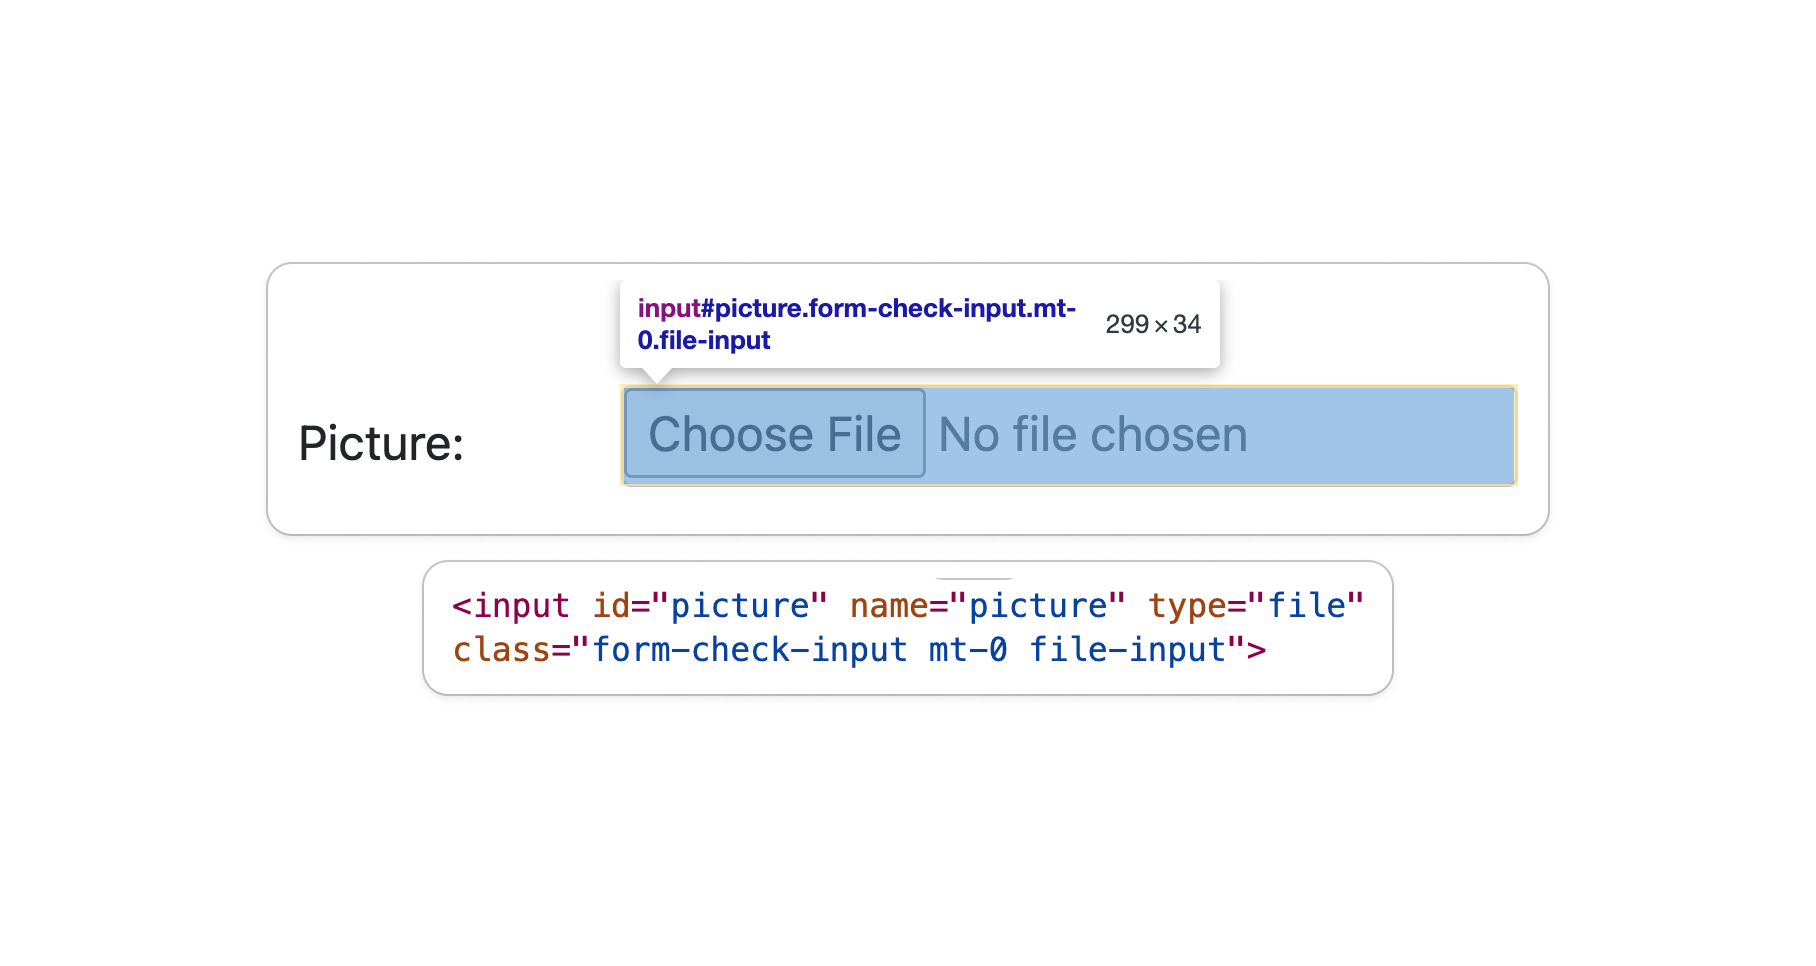 input#picture.form-check-input.mt-
0.file-input
299 × 34
Picture:
Choose File
No file chosen
<input id="picture" name="picture" type="file"
class="form-check-input mt-0 file-input">